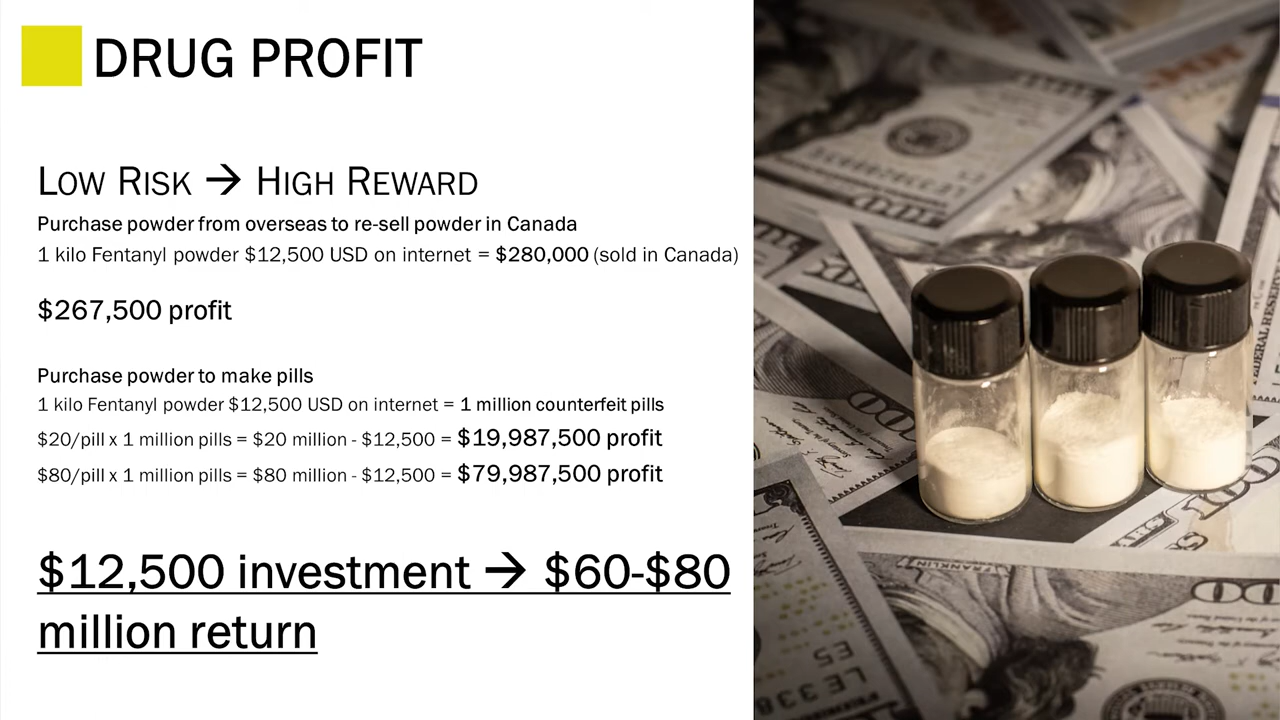 DRUG PROFIT
LOW RISK → HIGH REWARD
Purchase powder from overseas to re-sell powder in Canada
1 kilo Fentanyl powder $12,500 USD on internet = $280,000 (sold in Canada)
$267,500 profit
Purchase powder to make pills
1 kilo Fentanyl powder $12,500 USD on internet = 1 million counterfeit pills
$20/pill x 1 million pills = $20 million - $12,500 = $19,987,500 profit
$80/pill x 1 million pills = $80 million - $12,500 = $79,987,500 profit
$12,500 investment → $60-$80
million return
FRANKLIN
100